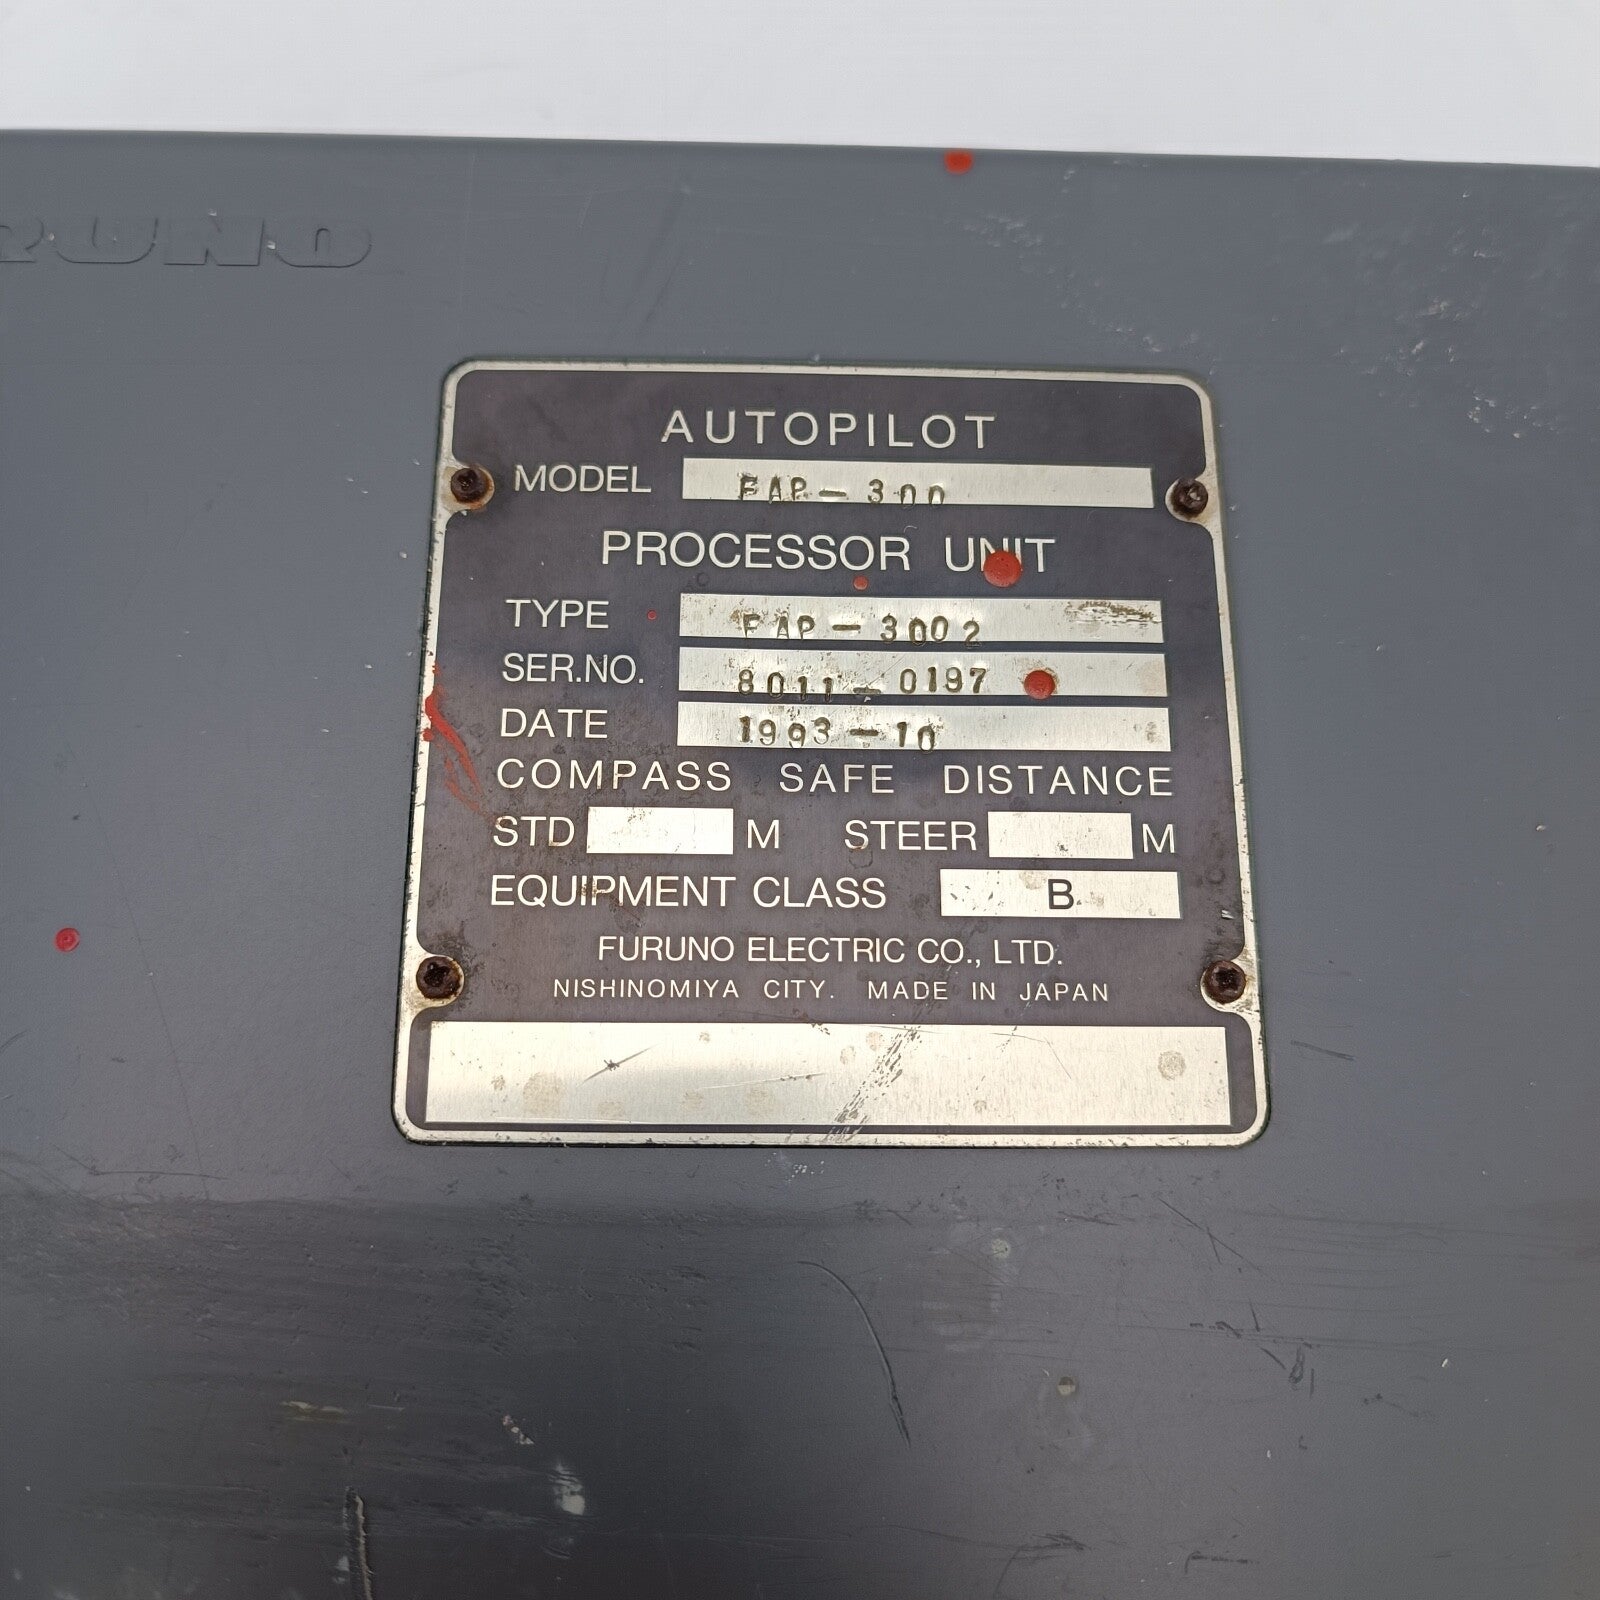 RUNO
AUTOPILOT
MODEL FAP-300
PROCESSOR UNIT
TYPE FAP-3002
SER.NO. 8011-0197
DATE 1993-10
COMPASS SAFE DISTANCE
STD M STEER M
EQUIPMENT CLASS B
FURUNO ELECTRIC CO., LTD.
NISHINOMIYA CITY. MADE IN JAPAN